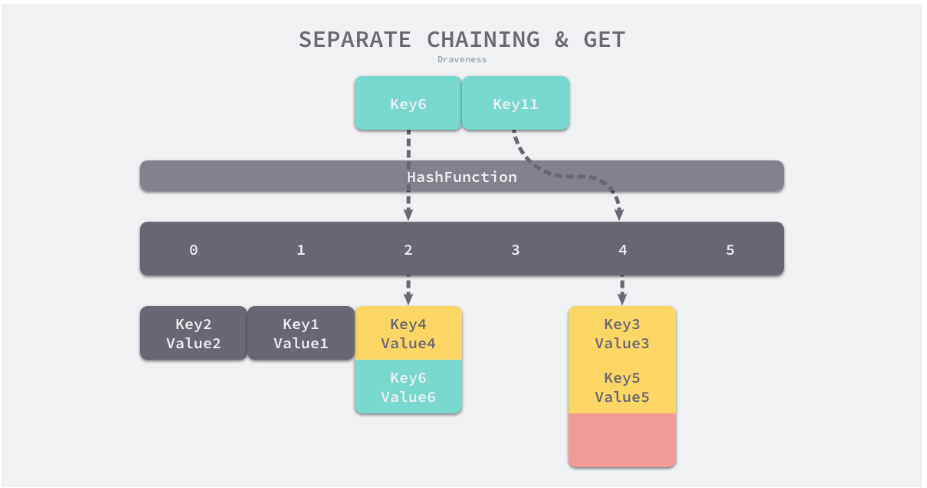 SEPARATE CHAINING & GET
Draveness
Key6 Key11
HashFunction
0 1 2 3 4 5
Key2 Key1 Key4 Key3
Value2 Value1 Value4 Value3
Key6 Key5
Value6 Value5